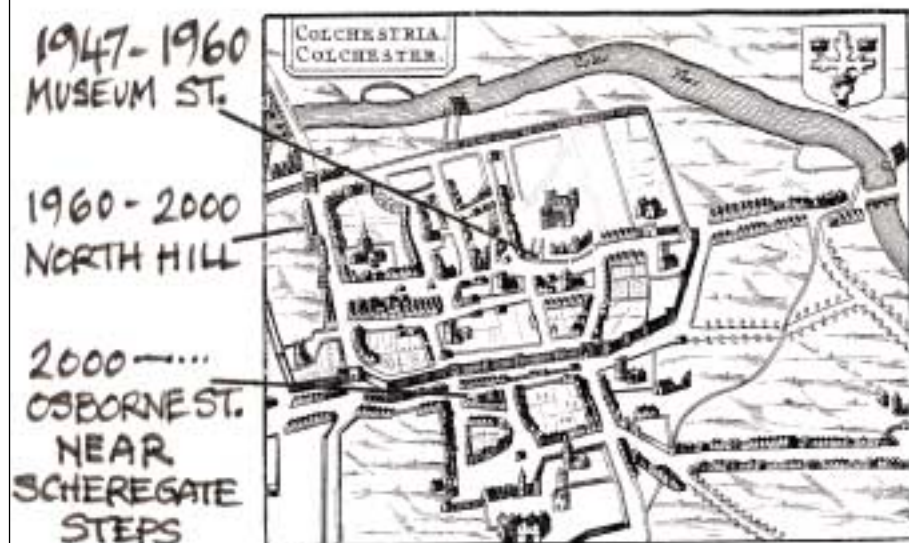 1947-1960
MUSEUM ST.
1960-2000
NORTH HILL
2000—...
OSBORNE ST.
NEAR
SCHEREGATE
STEPS
COLCHESTRIA.
COLCHESTER.